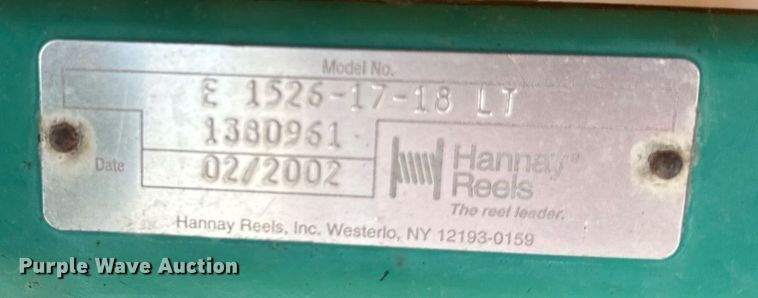 Model No.
E 1526-17-18 LT
1380961
Date 02/2002
Hannay®
Reels
The reel leader.
Hannay Reels, Inc. Westerlo, NY 12193-0159
Purple Wave Auction